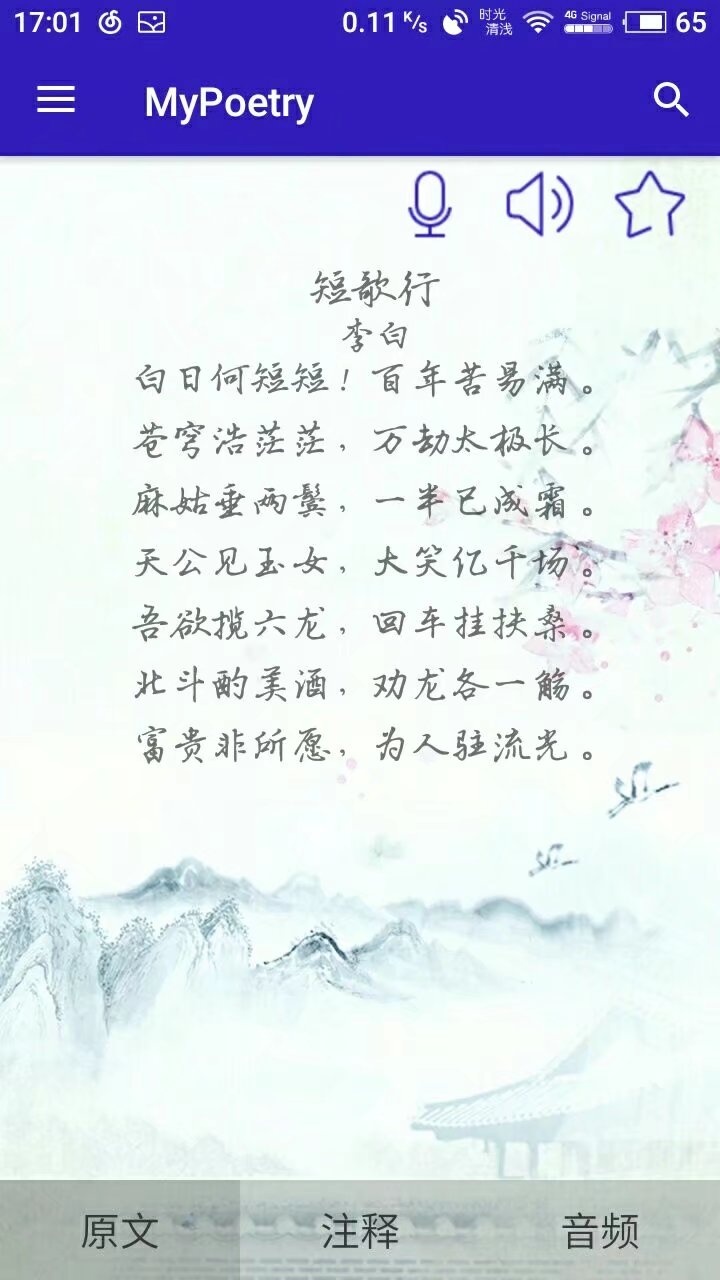 17:01 0.11 K/s 时光清浅 4G Signal 65
MyPoetry
短歌行
李白
白日何短短！百年苦易满。
苍穹浩茫茫，万劫太极长。
麻姑垂两鬓，一半已成霜。
天公见玉女，大笑亿千场。
吾欲揽六龙，回车挂扶桑。
北斗酌美酒，劝龙各一觞。
富贵非所愿，为人驻流光。
原文 注释 音频